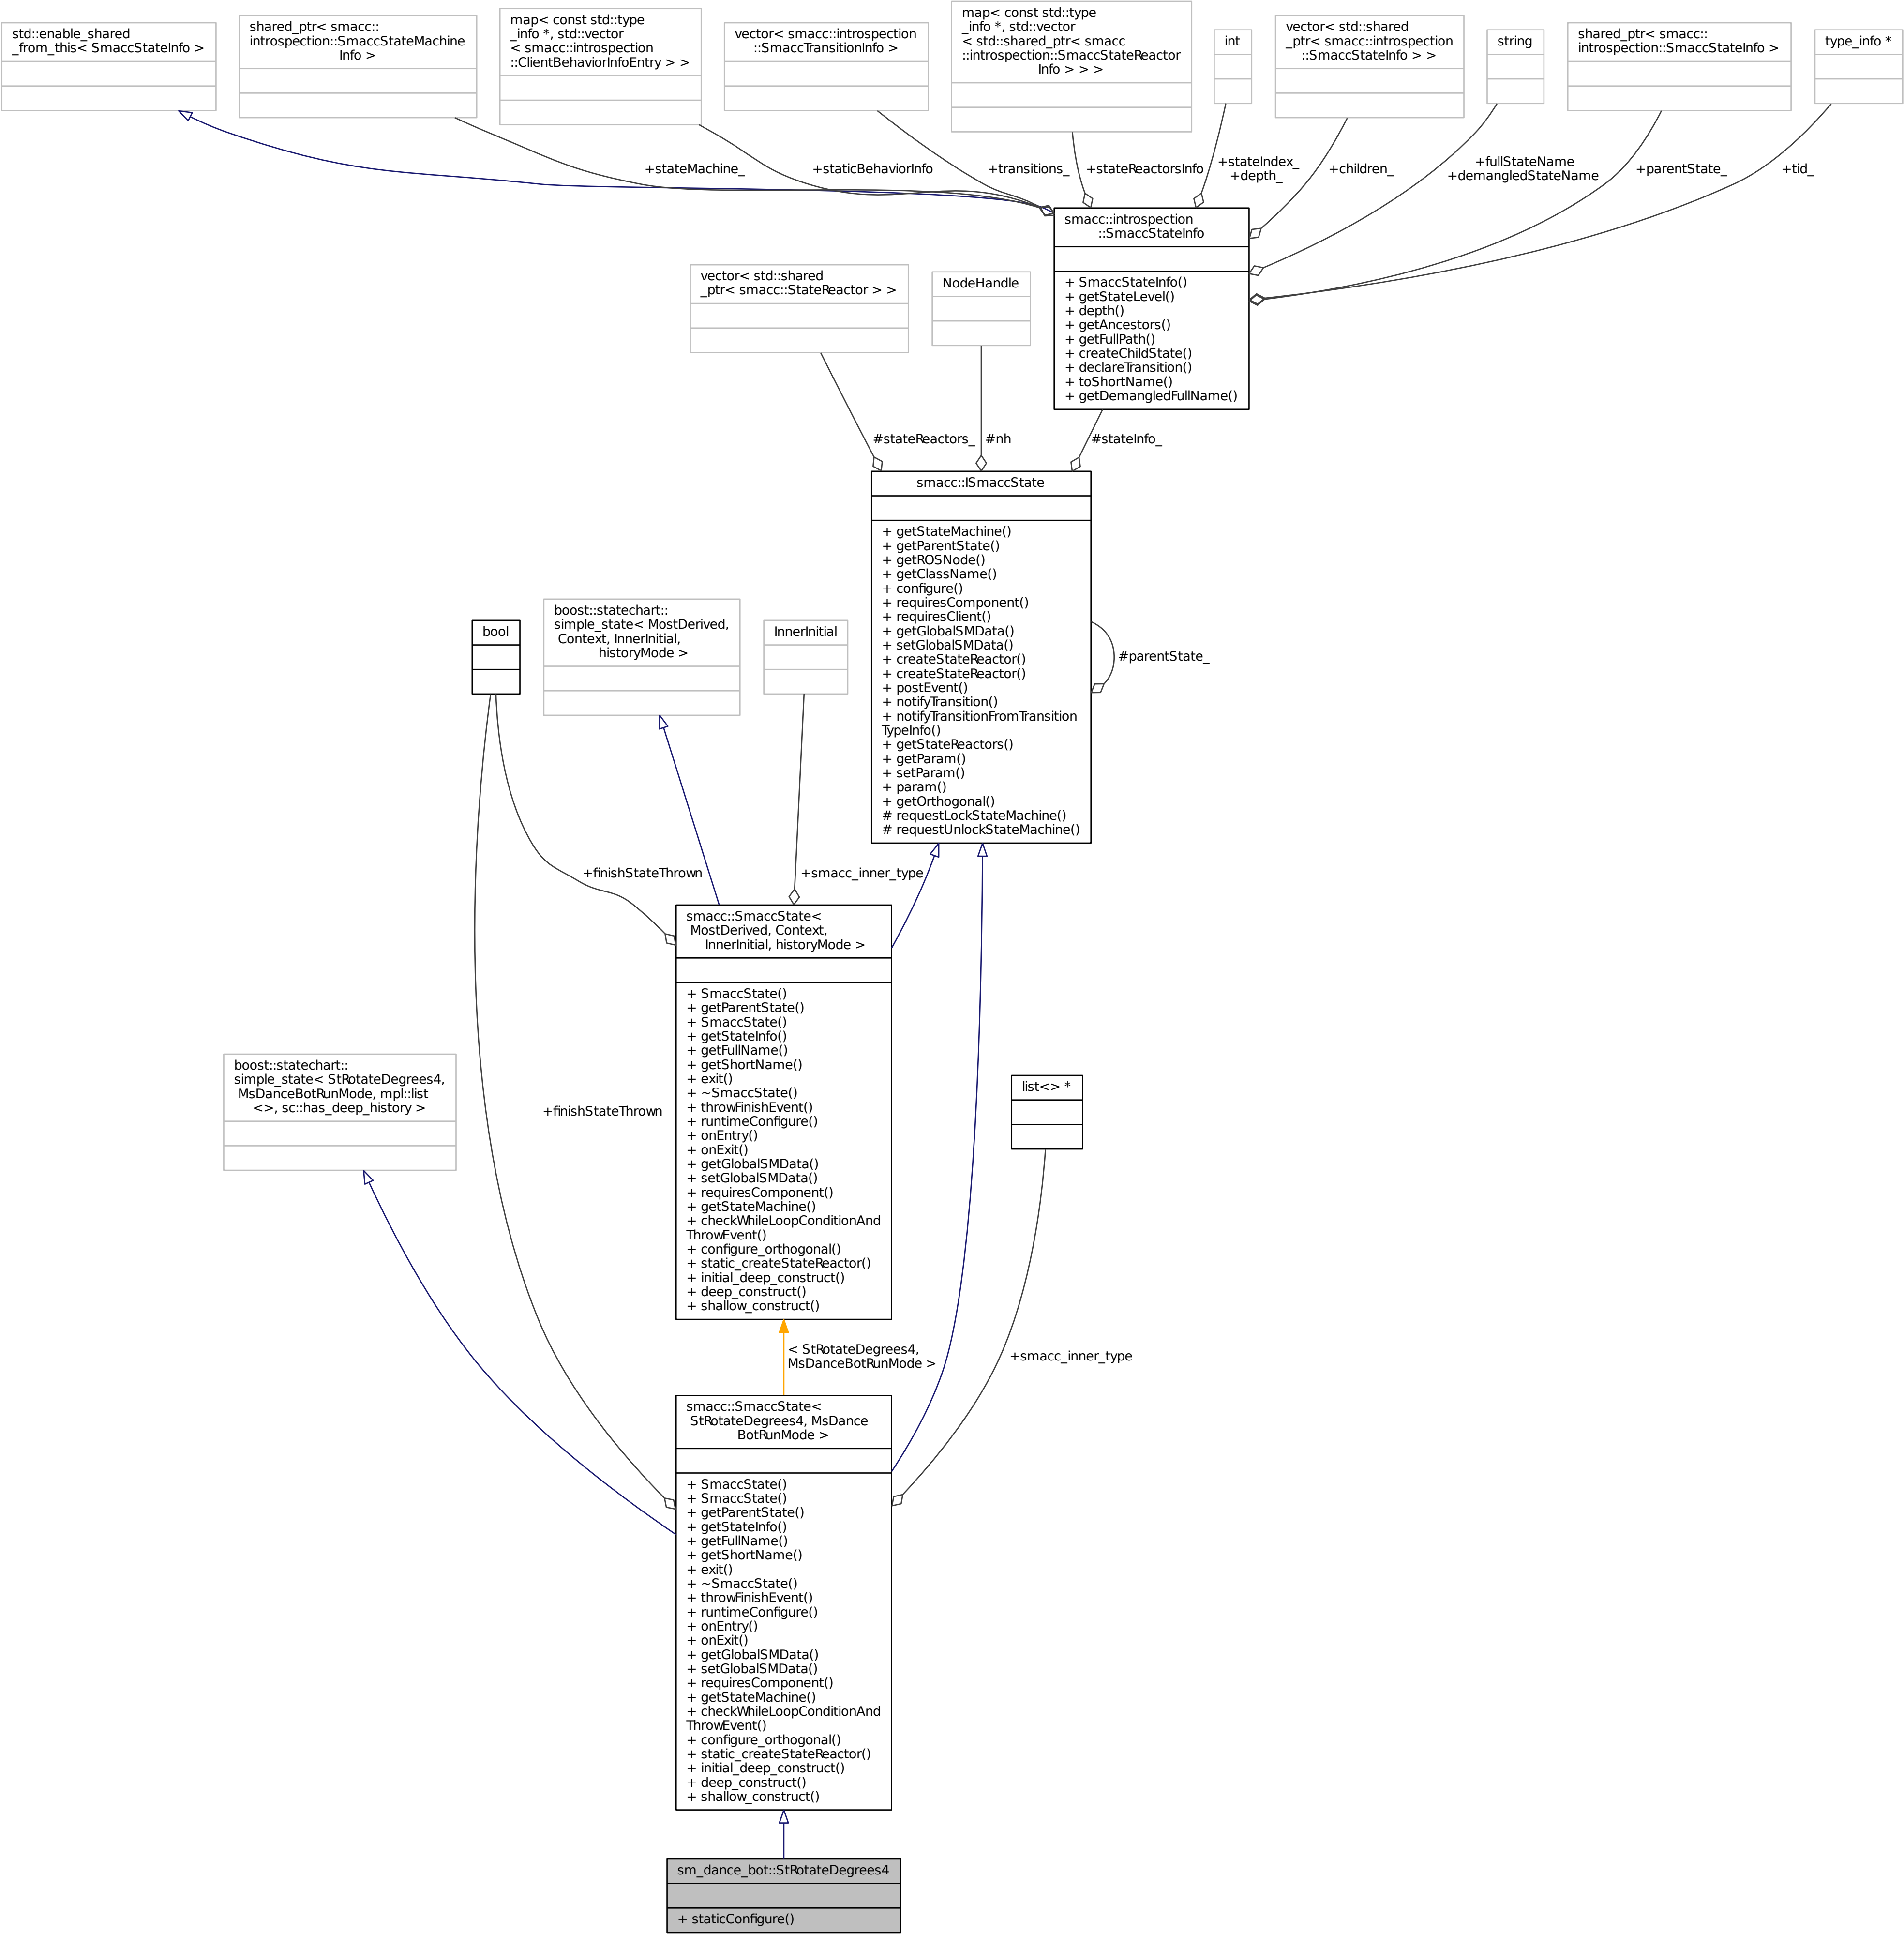 std::enable_shared
_from_this< SmaccStateInfo >
shared_ptr< smacc::
introspection::SmaccStateMachine
Info >
map< const std::type
_info *, std::vector
< smacc::introspection
::ClientBehaviorInfoEntry > >
vector< smacc::introspection
::SmaccTransitionInfo >
map< const std::type
_info *, std::vector
< std::shared_ptr< smacc
::introspection::SmaccStateReactor
Info > > >
int
vector< std::shared
_ptr< smacc::introspection
::SmaccStateInfo > >
string
shared_ptr< smacc::
introspection::SmaccStateInfo >
type_info *
+stateMachine_
+staticBehaviorInfo
+transitions_
+stateReactorsInfo
+stateIndex_
+depth_
+children_
+fullStateName
+demangledStateName
+parentState_
+tid_
smacc::introspection
::SmaccStateInfo
+ SmaccStateInfo()
+ getStateLevel()
+ depth()
+ getAncestors()
+ getFullPath()
+ createChildState()
+ declareTransition()
+ toShortName()
+ getDemangledFullName()
vector< std::shared
_ptr< smacc::StateReactor > >
NodeHandle
#stateReactors_
#nh
#stateInfo_
smacc::ISmaccState
+ getStateMachine()
+ getParentState()
+ getROSNode()
+ getClassName()
+ configure()
+ requiresComponent()
+ requiresClient()
+ getGlobalSMData()
+ setGlobalSMData()
+ createStateReactor()
+ createStateReactor()
+ postEvent()
+ notifyTransition()
+ notifyTransitionFromTransition
TypeInfo()
+ getStateReactors()
+ getParam()
+ setParam()
+ param()
+ getOrthogonal()
# requestLockStateMachine()
# requestUnlockStateMachine()
#parentState_
bool
boost::statechart::
simple_state< MostDerived,
Context, InnerInitial,
historyMode >
InnerInitial
+finishStateThrown
+smacc_inner_type
smacc::SmaccState<
MostDerived, Context,
InnerInitial, historyMode >
+ SmaccState()
+ getParentState()
+ SmaccState()
+ getStateInfo()
+ getFullName()
+ getShortName()
+ exit()
+ ~SmaccState()
+ throwFinishEvent()
+ runtimeConfigure()
+ onEntry()
+ onExit()
+ getGlobalSMData()
+ setGlobalSMData()
+ requiresComponent()
+ getStateMachine()
+ checkWhileLoopConditionAnd
ThrowEvent()
+ configure_orthogonal()
+ static_createStateReactor()
+ initial_deep_construct()
+ deep_construct()
+ shallow_construct()
boost::statechart::
simple_state< StRotateDegrees4,
MsDanceBotRunMode, mpl::list
<>, sc::has_deep_history >
+finishStateThrown
list<> *
< StRotateDegrees4,
MsDanceBotRunMode >
+smacc_inner_type
smacc::SmaccState<
StRotateDegrees4, MsDance
BotRunMode >
+ SmaccState()
+ SmaccState()
+ getParentState()
+ getStateInfo()
+ getFullName()
+ getShortName()
+ exit()
+ ~SmaccState()
+ throwFinishEvent()
+ runtimeConfigure()
+ onEntry()
+ onExit()
+ getGlobalSMData()
+ setGlobalSMData()
+ requiresComponent()
+ getStateMachine()
+ checkWhileLoopConditionAnd
ThrowEvent()
+ configure_orthogonal()
+ static_createStateReactor()
+ initial_deep_construct()
+ deep_construct()
+ shallow_construct()
sm_dance_bot::StRotateDegrees4
+ staticConfigure()